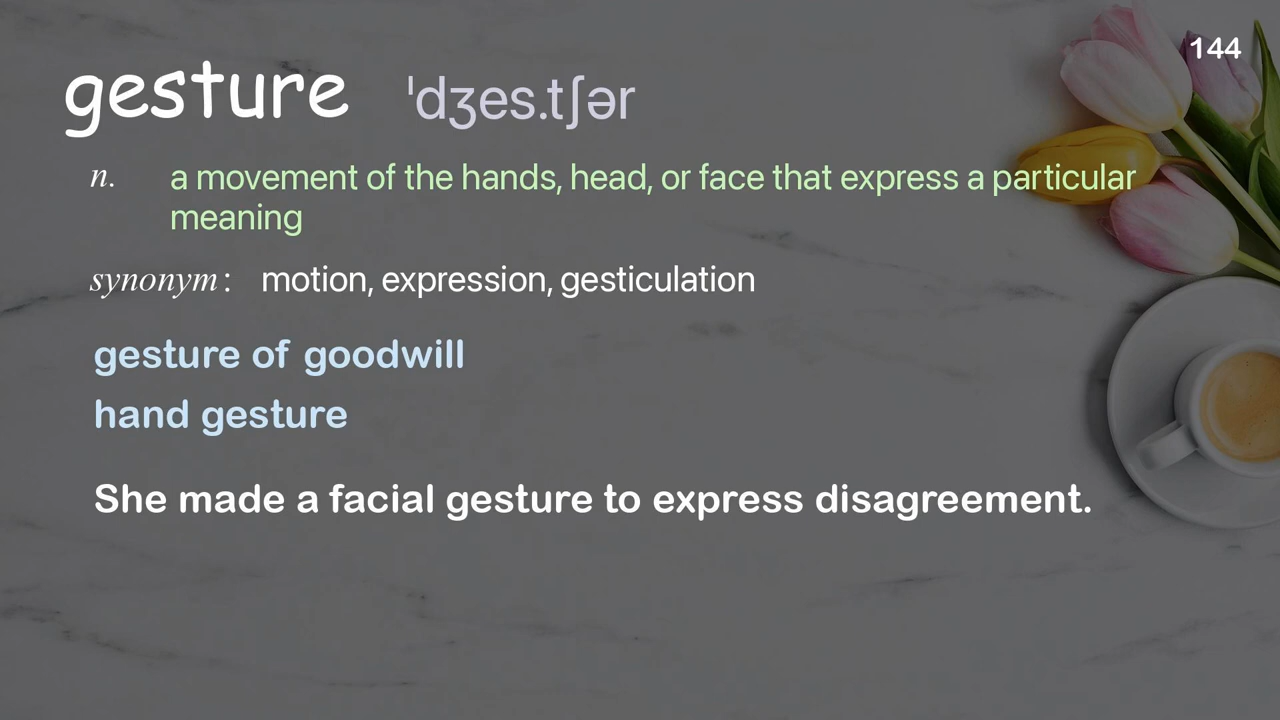 144
gesture ˈdʒes.tʃər
n. a movement of the hands, head, or face that express a particular
meaning
synonym: motion, expression, gesticulation
gesture of goodwill
hand gesture
She made a facial gesture to express disagreement.